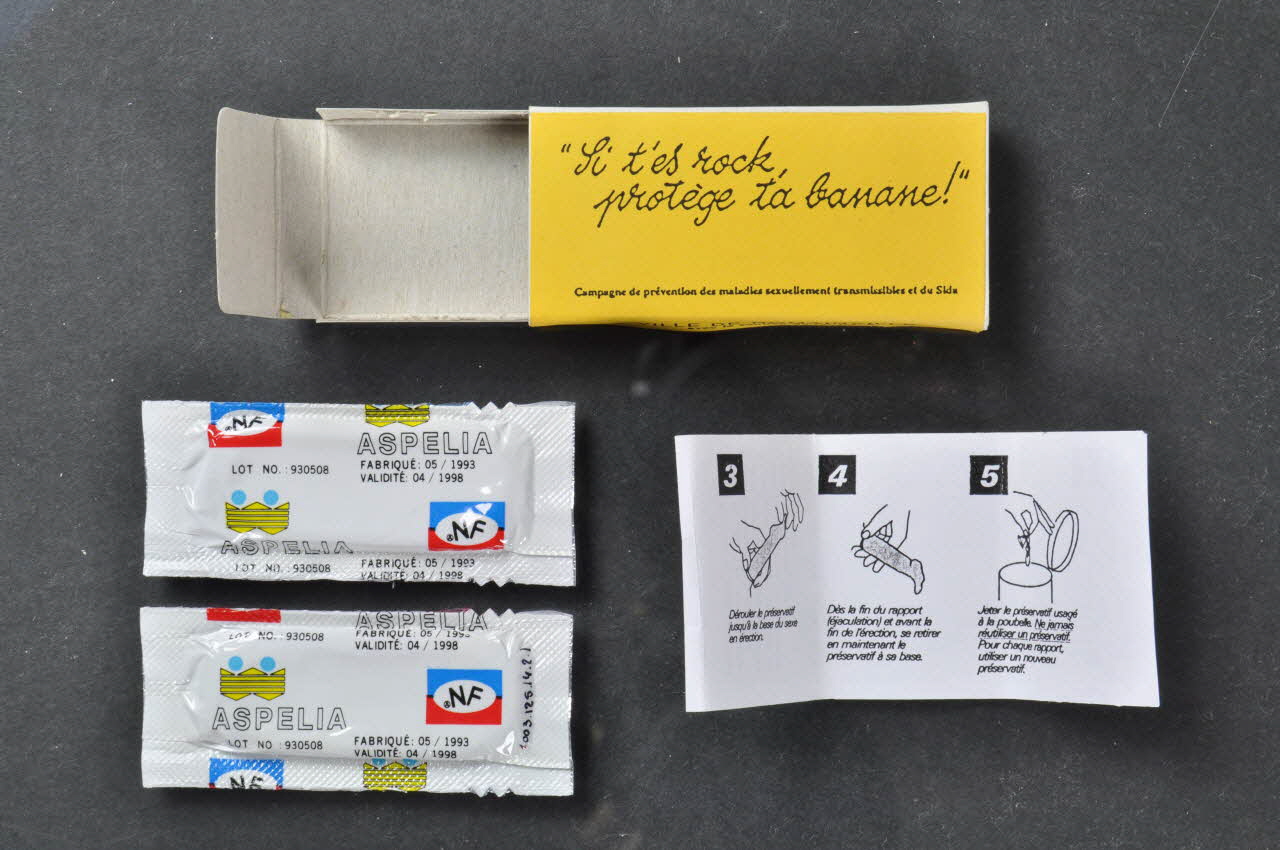 "Si t'es rock,
protège ta banane!"
Campagne de prévention des maladies sexuellement transmissibles et du Sida
NF
ASPELIA
LOT NO. : 930508
FABRIQUÉ: 05 / 1993
VALIDITÉ: 04 / 1998
NF
ASPELIA
LOT NO. : 930508
FABRIQUÉ: 05 / 1993
VALIDITÉ: 04 / 1998
ASPELIA
LOT NO. : 930508
FABRIQUÉ: 05 / 1993
VALIDITÉ: 04 / 1998
NF
ASPELIA
LOT NO : 930508
FABRIQUÉ: 05 / 1993
VALIDITÉ: 04 / 1998
NF
3
Dérouler le préservatif
jusqu'à la base du sexe
en érection.
4
Dès la fin du rapport
(éjaculation) et avant la
fin de l'érection, se retirer
en maintenant le
préservatif à sa base.
5
Jeter le préservatif usagé
à la poubelle. Ne jamais
réutiliser un préservatif.
Pour chaque rapport,
utiliser un nouveau
préservatif.